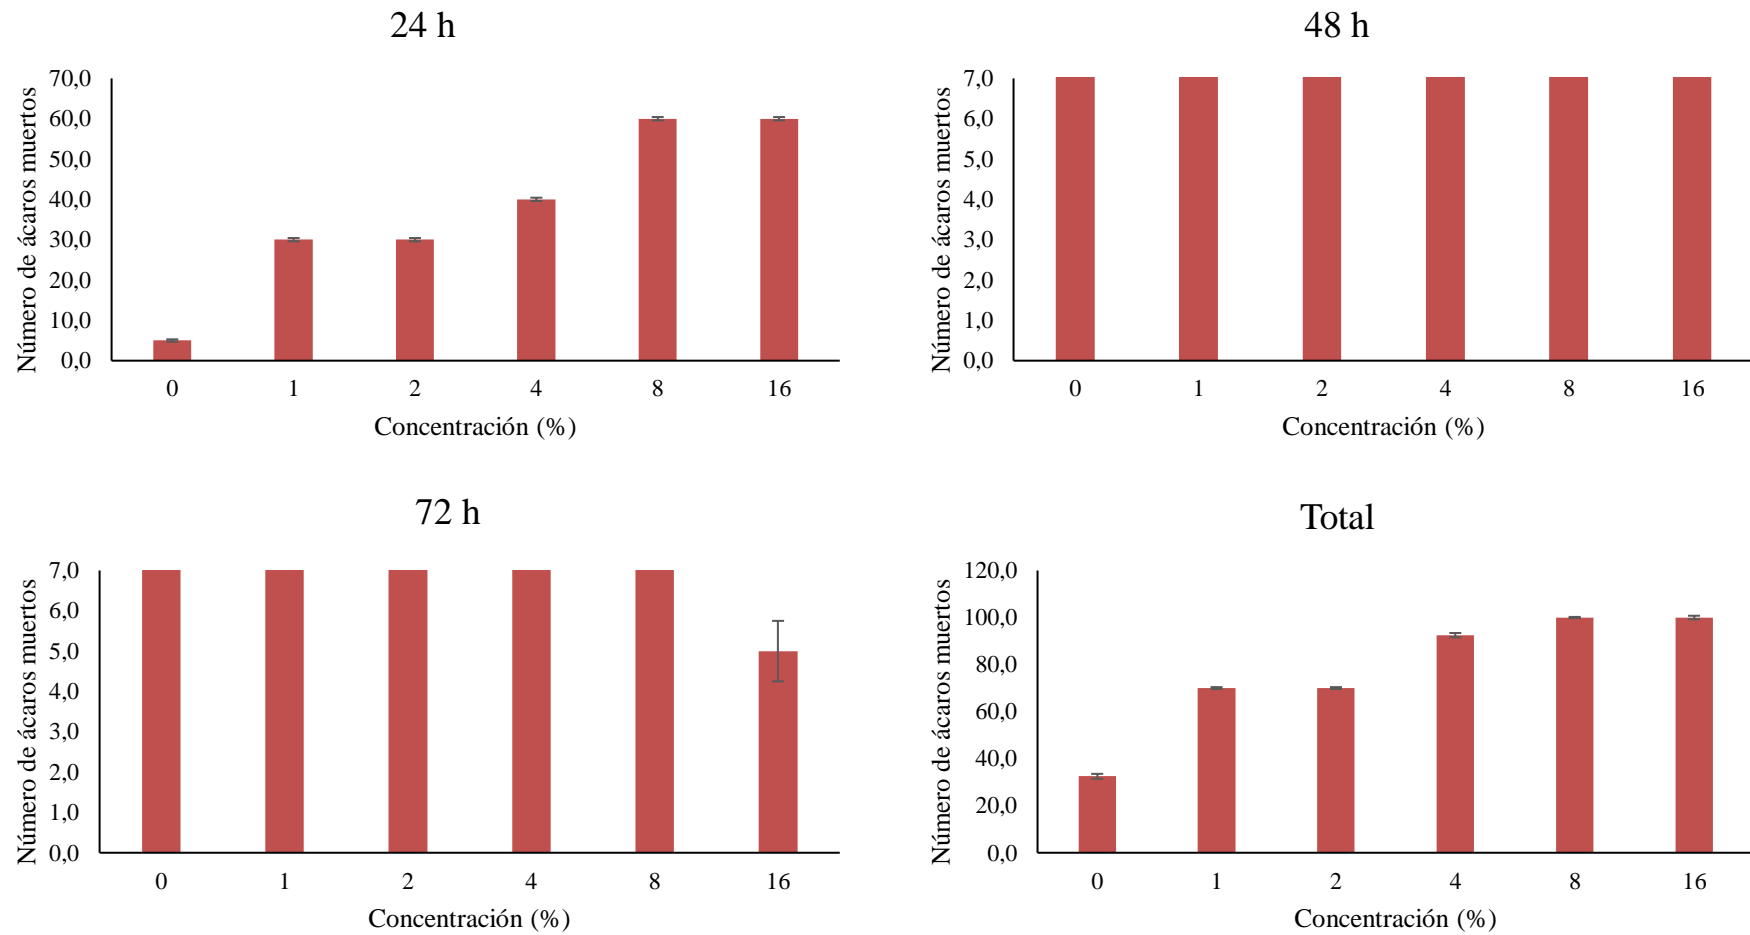 24 h
Número de ácaros muertos
70,0
60,0
50,0
40,0
30,0
20,0
10,0
0,0
0 1 2 4 8 16
Concentración (%)
48 h
Número de ácaros muertos
7,0
6,0
5,0
4,0
3,0
2,0
1,0
0,0
0 1 2 4 8 16
Concentración (%)
72 h
Número de ácaros muertos
7,0
6,0
5,0
4,0
3,0
2,0
1,0
0,0
0 1 2 4 8 16
Concentración (%)
Total
Número de ácaros muertos
120,0
100,0
80,0
60,0
40,0
20,0
0,0
0 1 2 4 8 16
Concentración (%)